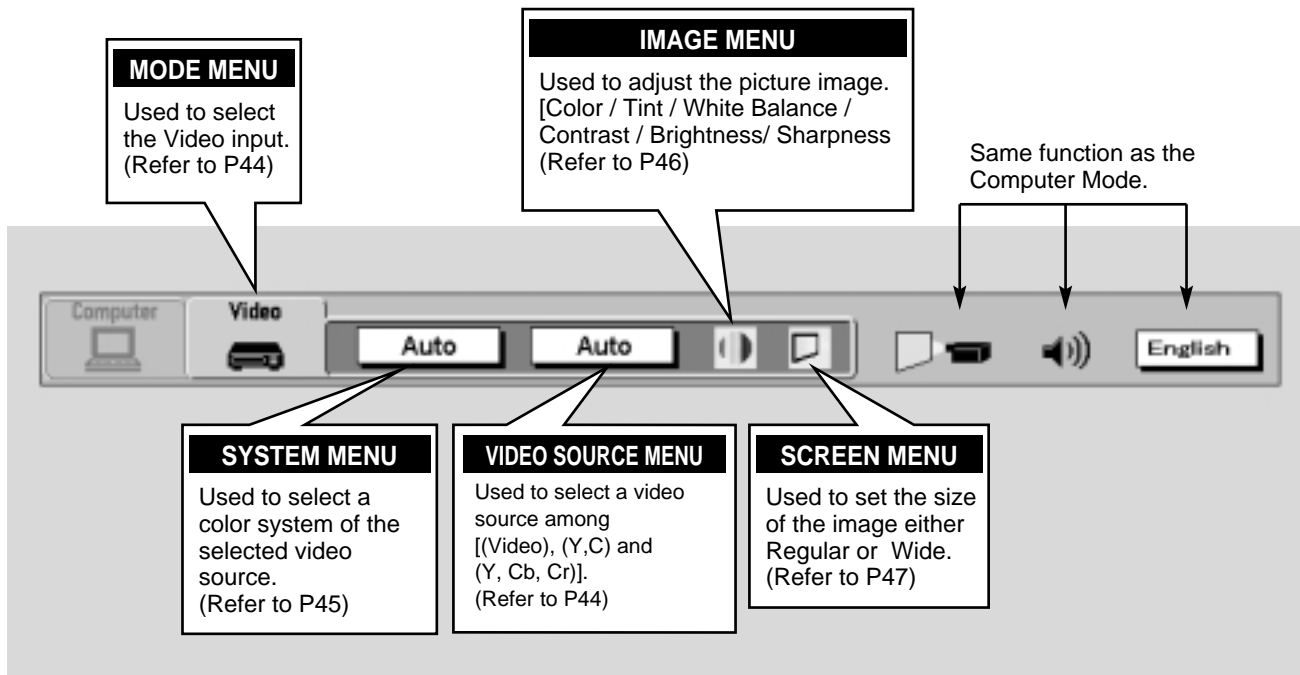 MODE MENU
Used to select
the Video input.
(Refer to P44)
IMAGE MENU
Used to adjust the picture image.
[Color / Tint / White Balance /
Contrast / Brightness/ Sharpness
(Refer to P46)
Same function as the
Computer Mode.
Computer
Video
Auto
Auto
English
SYSTEM MENU
Used to select a
color system of the
selected video
source.
(Refer to P45)
VIDEO SOURCE MENU
Used to select a video
source among
[(Video), (Y,C) and
(Y, Cb, Cr)].
(Refer to P44)
SCREEN MENU
Used to set the size
of the image either
Regular or  Wide.
(Refer to P47)